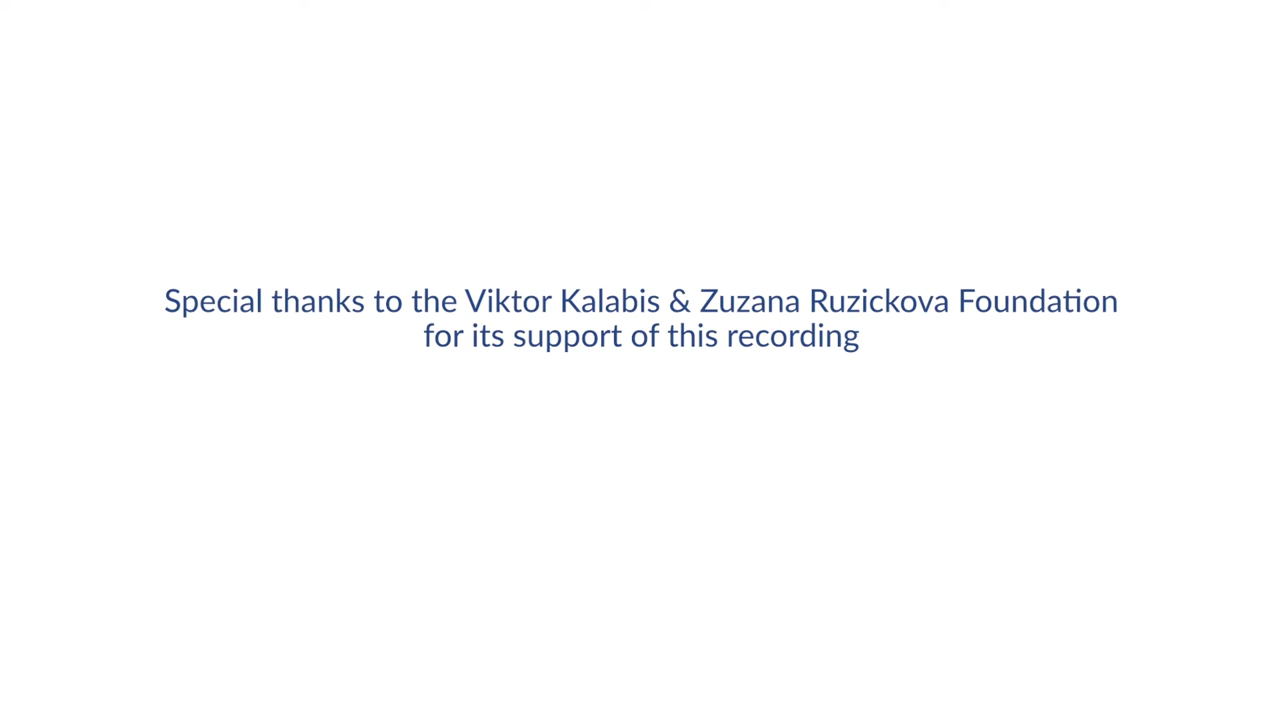 Special thanks to the Viktor Kalabis & Zuzana Ruzickova Foundation
for its support of this recording